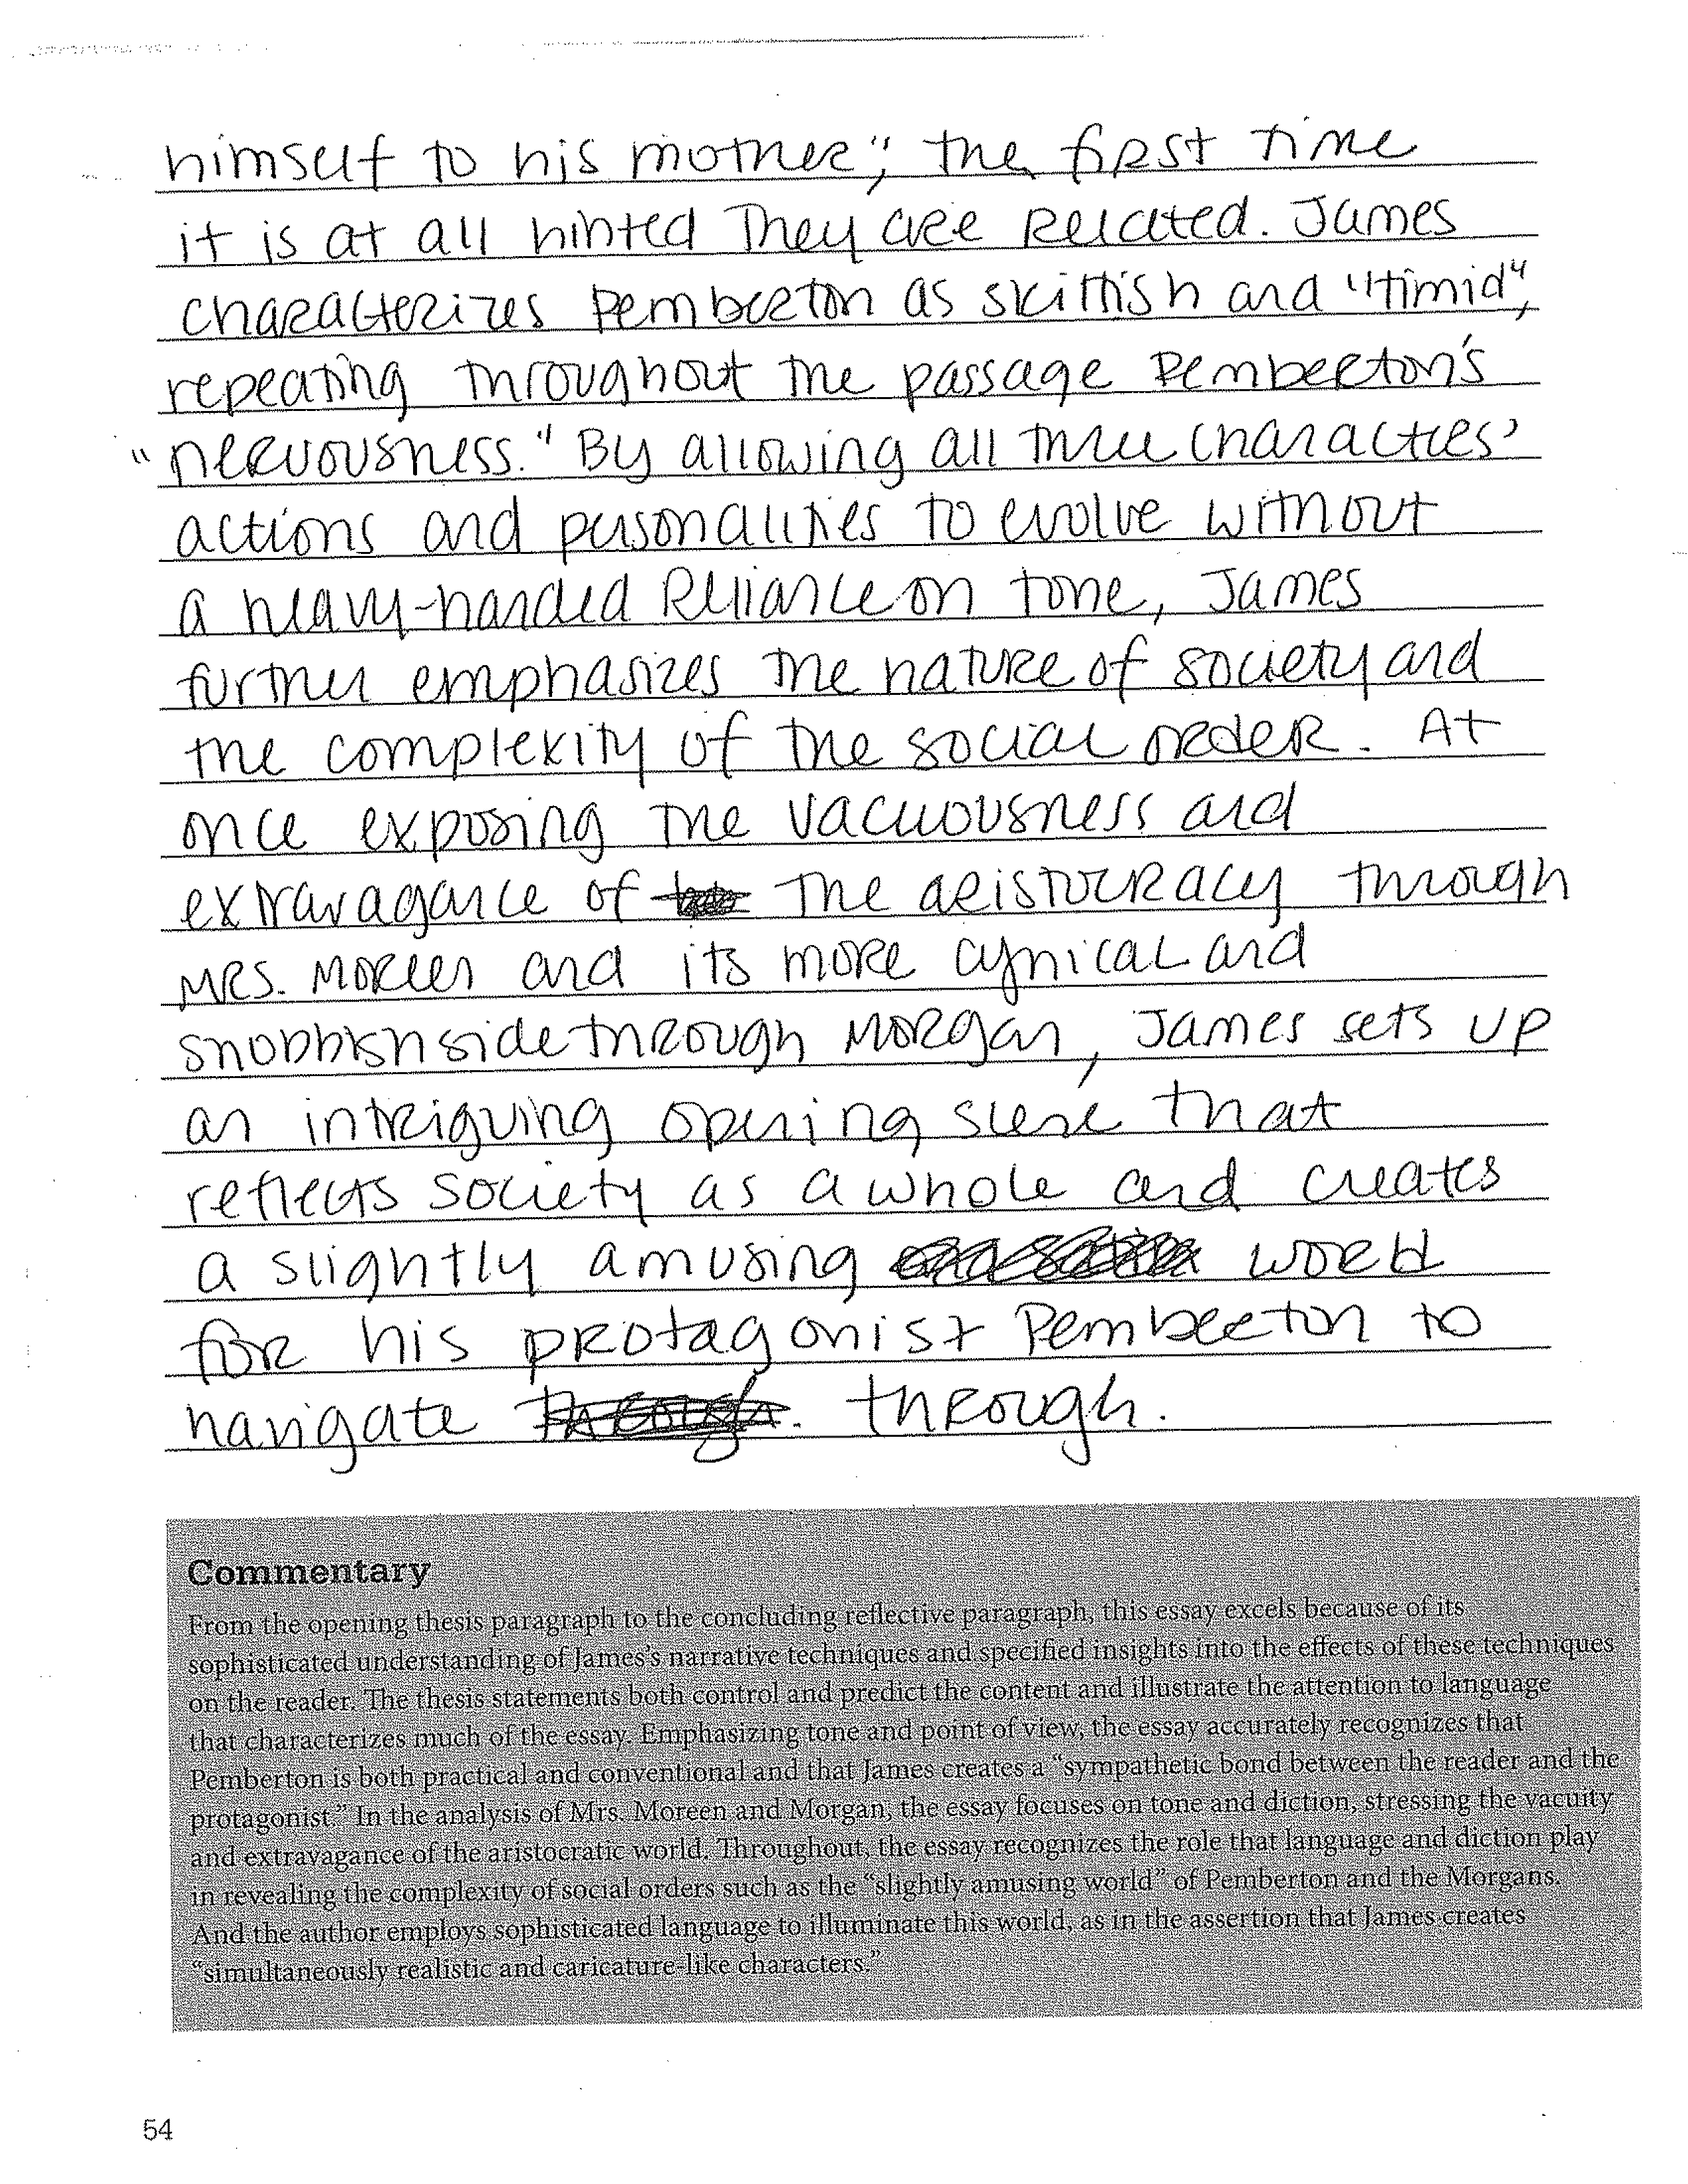 himself to his mother"; the first time
it is at all hinted they are related. James
characterizes Pemberton as skittish and "timid",
repeating throughout the passage Pemberton's
"nervousness." By allowing all three characters'
actions and personalities to evolve without
a heavy-handed reliance on tone, James
further emphasizes the nature of society and
the complexity of the social order. At
once exposing the vacuousness and
extravagance of the aristocracy through
Mrs. Moreen and its more cynical and
snobbish side through Morgan, James sets up
an intriguing opening scene that
reflects society as a whole and creates
a slightly amusing world
for his protagonist Pemberton to
navigate through.
Commentary
From the opening thesis paragraph to the concluding reflective paragraph, this essay excels because of its
sophisticated understanding of James's narrative techniques and specified insights into the effects of these techniques
on the reader. The thesis statements both control and predict the content and illustrate the attention to language
that characterizes much of the essay. Emphasizing tone and point of view, the essay accurately recognizes that
Pemberton is both practical and conventional and that James creates a "sympathetic bond between the reader and the
protagonist." In the analysis of Mrs. Moreen and Morgan, the essay focuses on tone and diction, stressing the vacuity
and extravagance of the aristocratic world. Throughout, the essay recognizes the role that language and diction play
in revealing the complexity of social orders such as the "slightly amusing world" of Pemberton and the Morgans.
And the author employs sophisticated language to illuminate this world, as in the assertion that James creates
"simultaneously realistic and caricature-like characters."
54